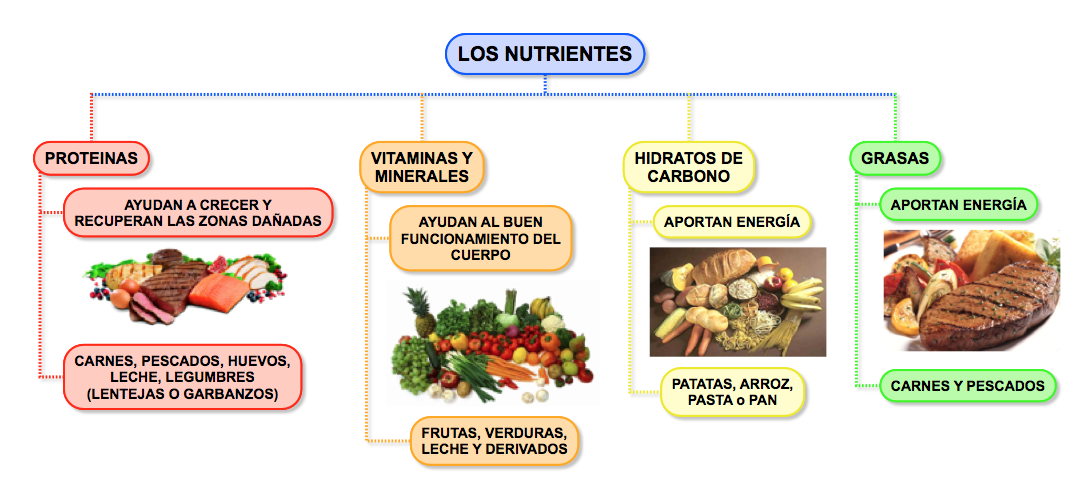 LOS NUTRIENTES
PROTEINAS
AYUDAN A CRECER Y
RECUPERAN LAS ZONAS DAÑADAS
CARNES, PESCADOS, HUEVOS,
LECHE, LEGUMBRES
(LENTEJAS O GARBANZOS)
VITAMINAS Y
MINERALES
AYUDAN AL BUEN
FUNCIONAMIENTO DEL
CUERPO
FRUTAS, VERDURAS,
LECHE Y DERIVADOS
HIDRATOS DE
CARBONO
APORTAN ENERGÍA
PATATAS, ARROZ,
PASTA o PAN
GRASAS
APORTAN ENERGÍA
CARNES Y PESCADOS